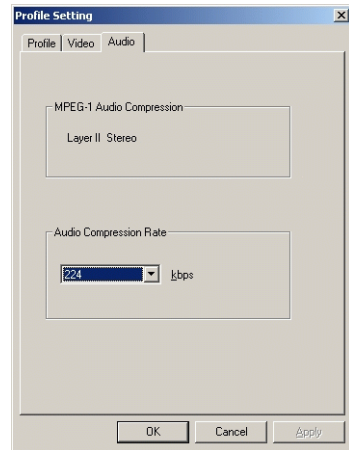 Profile Setting
Profile Video Audio
MPEG-1 Audio Compression
Layer II Stereo
Audio Compression Rate
224 kbps
OK Cancel Apply